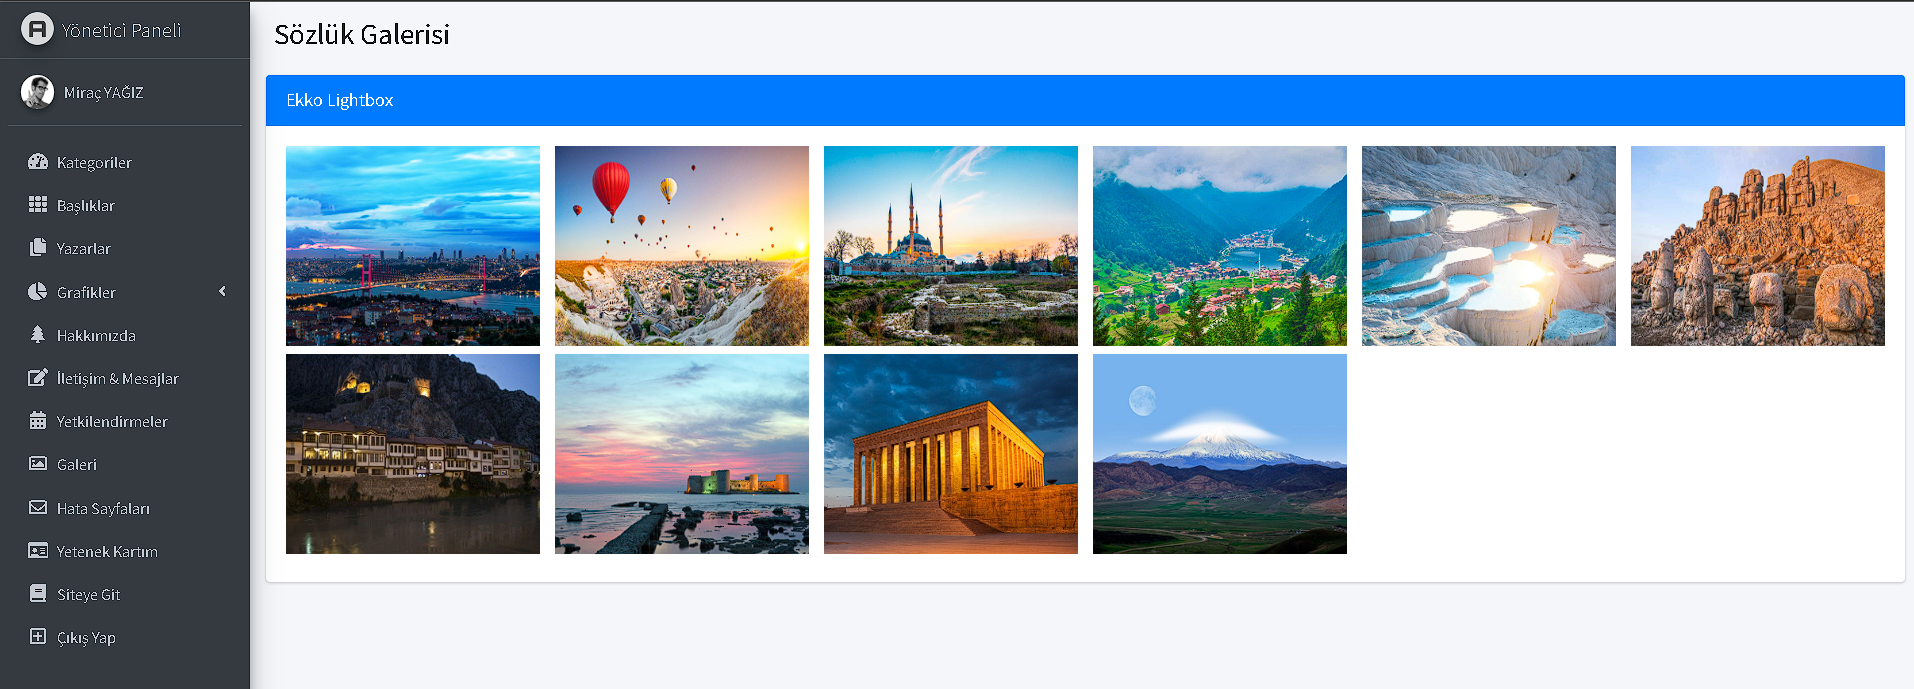 Yönetici Paneli
Miraç YAĞIZ
Kategoriler
Başlıklar
Yazarlar
Grafikler
Hakkımızda
İletişim & Mesajlar
Yetkilendirmeler
Galeri
Hata Sayfaları
Yetenek Kartım
Siteye Git
Çıkış Yap
Sözlük Galerisi
Ekko Lightbox